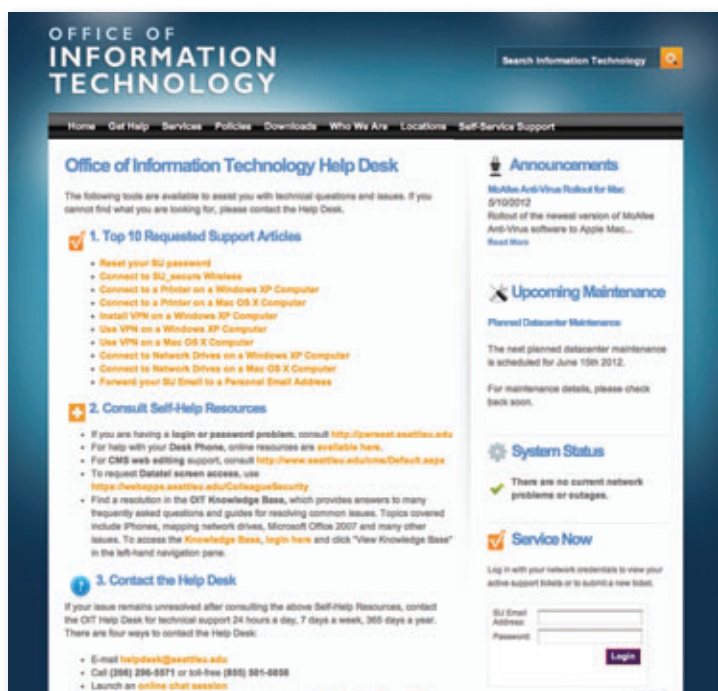 OFFICE OF
INFORMATION
TECHNOLOGY
Search Information Technology
Home Get Help Services Policies Downloads Who We Are Locations Self-Service Support
Office of Information Technology Help Desk
The following tools are available to assist you with technical questions and issues. If you
cannot find what you are looking for, please contact the Help Desk.
1. Top 10 Requested Support Articles
Reset your SU password
Connect to SU_secure Wireless
Connect to a Printer on a Windows XP Computer
Connect to a Printer on a Mac OS X Computer
Install VPN on a Windows XP Computer
Use VPN on a Windows XP Computer
Use VPN on a Mac OS X Computer
Connect to Network Drives on a Windows XP Computer
Connect to Network Drives on a Mac OS X Computer
Forward your SU Email to a Personal Email Address
2. Consult Self-Help Resources
If you are having a login or password problem, consult http://pwreset.seattleu.edu
For help with your Desk Phone, online resources are available here.
For CMS web editing support, consult http://www.seattleu.edu/cms/Default.aspx
To request Datatel screen access, use
https://webapps.seattleu.edu/ColleagueSecurity
Find a resolution in the OIT Knowledge Base, which provides answers to many
frequently asked questions and guides for resolving common issues. Topics covered
include iPhones, mapping network drives, Microsoft Office 2007 and many other
issues. To access the Knowledge Base, login here and click "View Knowledge Base"
in the left-hand navigation pane.
3. Contact the Help Desk
If your issue remains unresolved after consulting the above Self-Help Resources, contact
the OIT Help Desk for technical support 24 hours a day, 7 days a week, 365 days a year.
There are four ways to contact the Help Desk:
E-mail helpdesk@seattleu.edu
Call (206) 296-5571 or toll-free (855) 501-0856
Launch an online chat session
Announcements
McAfee Anti-Virus Rollout for Mac
5/10/2012
Rollout of the newest version of McAfee
Anti-Virus software to Apple Mac...
Read More
Upcoming Maintenance
Planned Datacenter Maintenance
The next planned datacenter maintenance
is scheduled for June 15th 2012.
For maintenance details, please check
back soon.
System Status
There are no current network
problems or outages.
Service Now
Log in with your network credentials to view your
active support tickets or to submit a new ticket.
SU Email
Address:
Password:
Login